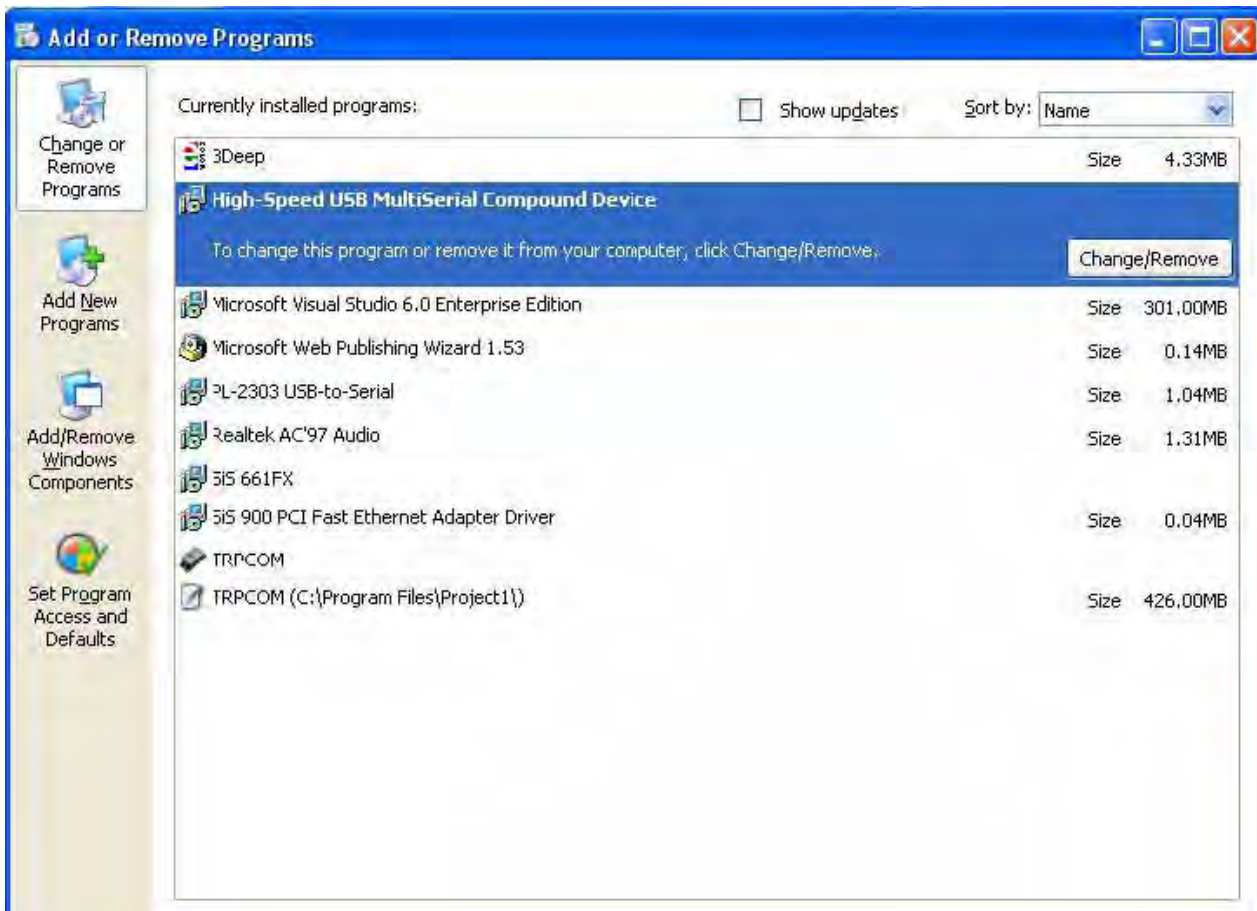 Add or Remove Programs
Change or
Remove
Programs
Add New
Programs
Add/Remove
Windows
Components
Set Program
Access and
Defaults
Currently installed programs:
Show updates
Sort by: Name
3Deep Size 4.33MB
High-Speed USB MultiSerial Compound Device
To change this program or remove it from your computer, click Change/Remove.
Change/Remove
Microsoft Visual Studio 6.0 Enterprise Edition Size 301.00MB
Microsoft Web Publishing Wizard 1.53 Size 0.14MB
PL-2303 USB-to-Serial Size 1.04MB
Realtek AC'97 Audio Size 1.31MB
SiS 661FX
SiS 900 PCI Fast Ethernet Adapter Driver Size 0.04MB
TRPCOM
TRPCOM (C:\Program Files\Project1\) Size 426.00MB